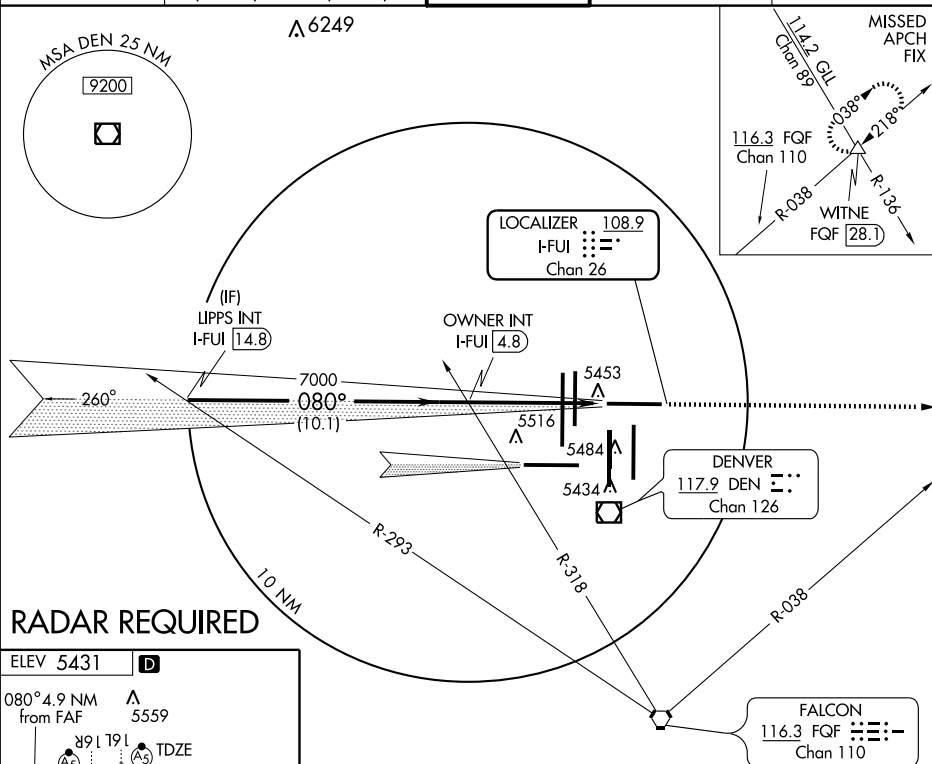 6249
MSA DEN 25 NM
9200
MISSED
APCH
FIX
114.2 GLL
Chan 89
038°
218°
116.3 FQF
Chan 110
R-038
R-136
WITNE
FQF 28.1
LOCALIZER 108.9
I-FUI
Chan 26
(IF)
LIPPS INT
I-FUI 14.8
OWNER INT
I-FUI 4.8
7000
260°
080°
(10.1)
5453
5516
5484
5434
DENVER
117.9 DEN
Chan 126
R-293
R-318
R-038
10 NM
RADAR REQUIRED
ELEV 5431 D
080° 4.9 NM
from FAF
5559
16R 16L
TDZE
A5
A5
FALCON
116.3 FQF
Chan 110